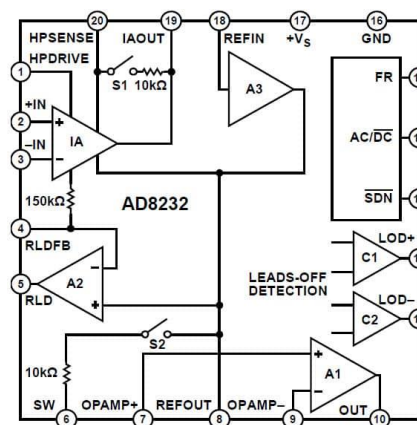 20 19 18 17 16
HPSENSE IAOUT REFIN +VS GND
HPDRIVE
1
S1 10kΩ
FR
+IN
2
IA
A3
–IN
3
AC/DC
150kΩ
AD8232
SDN
4
RLDFB
LOD+
C1
5
RLD
A2
LEADS-OFF
DETECTION
LOD–
C2
S2
10kΩ
A1
SW OPAMP+ REFOUT OPAMP– OUT
6 7 8 9 10